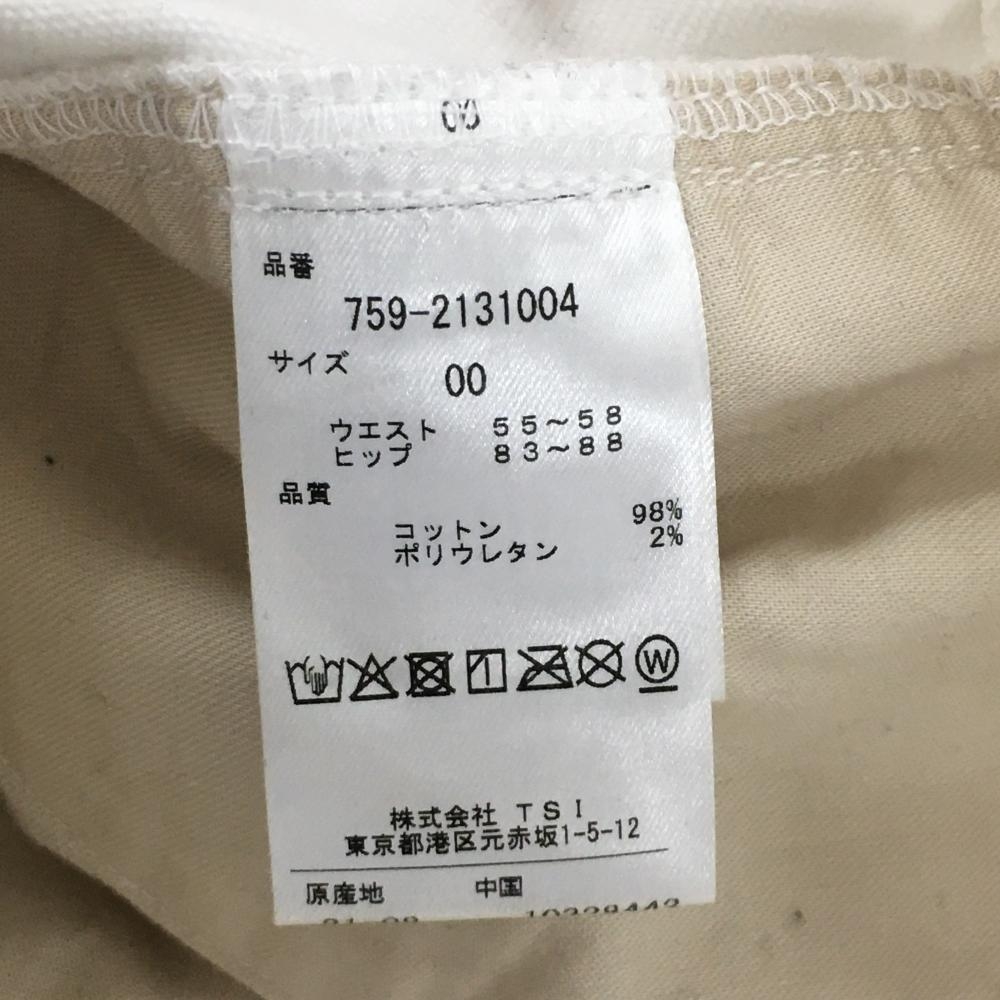 00
品番
759-2131004
サイズ
00
ウエスト 55~58
ヒップ 83~88
品質
コットン 98%
ポリウレタン 2%
W
株式会社 TSI
東京都港区元赤坂1-5-12
原産地 中国